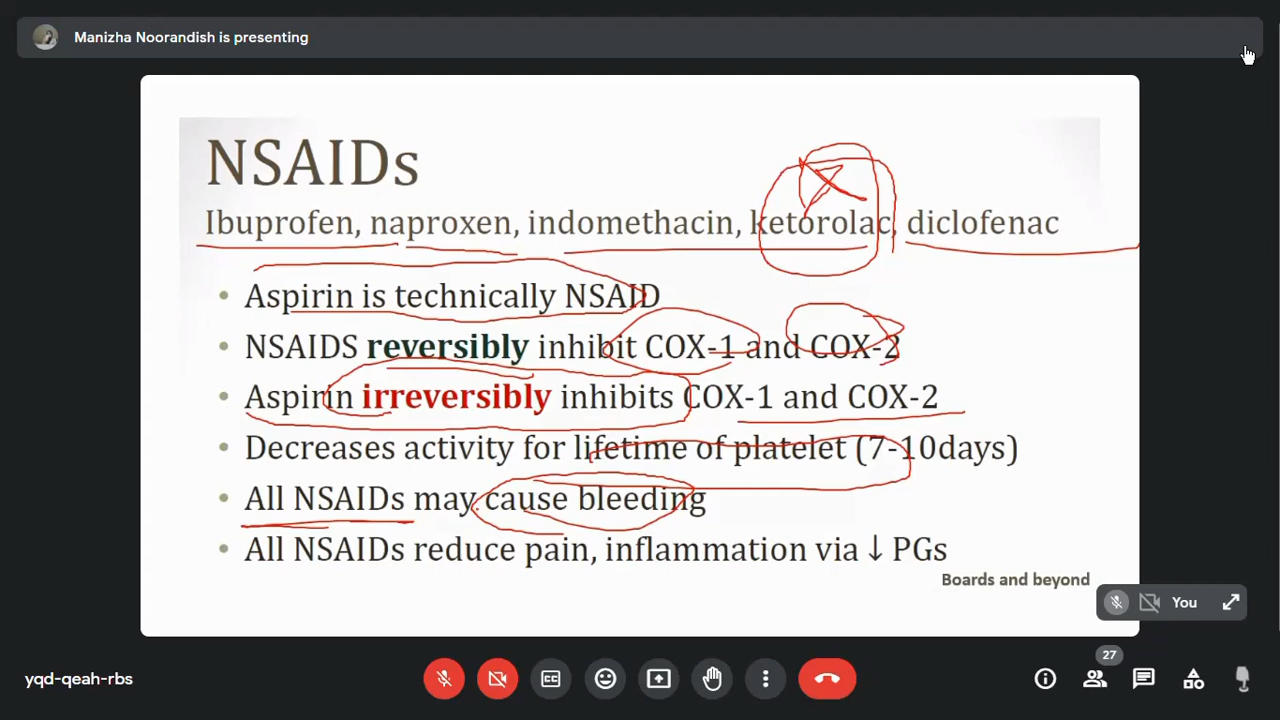 Manizha Noorandish is presenting
NSAIDs
Ibuprofen, naproxen, indomethacin, ketorolac, diclofenac
• Aspirin is technically NSAID
• NSAIDS reversibly inhibit COX-1 and COX-2
• Aspirin irreversibly inhibits COX-1 and COX-2
• Decreases activity for lifetime of platelet (7-10days)
• All NSAIDs may cause bleeding
• All NSAIDs reduce pain, inflammation via ↓ PGs
Boards and beyond
You
27
yqd-qeah-rbs
CC